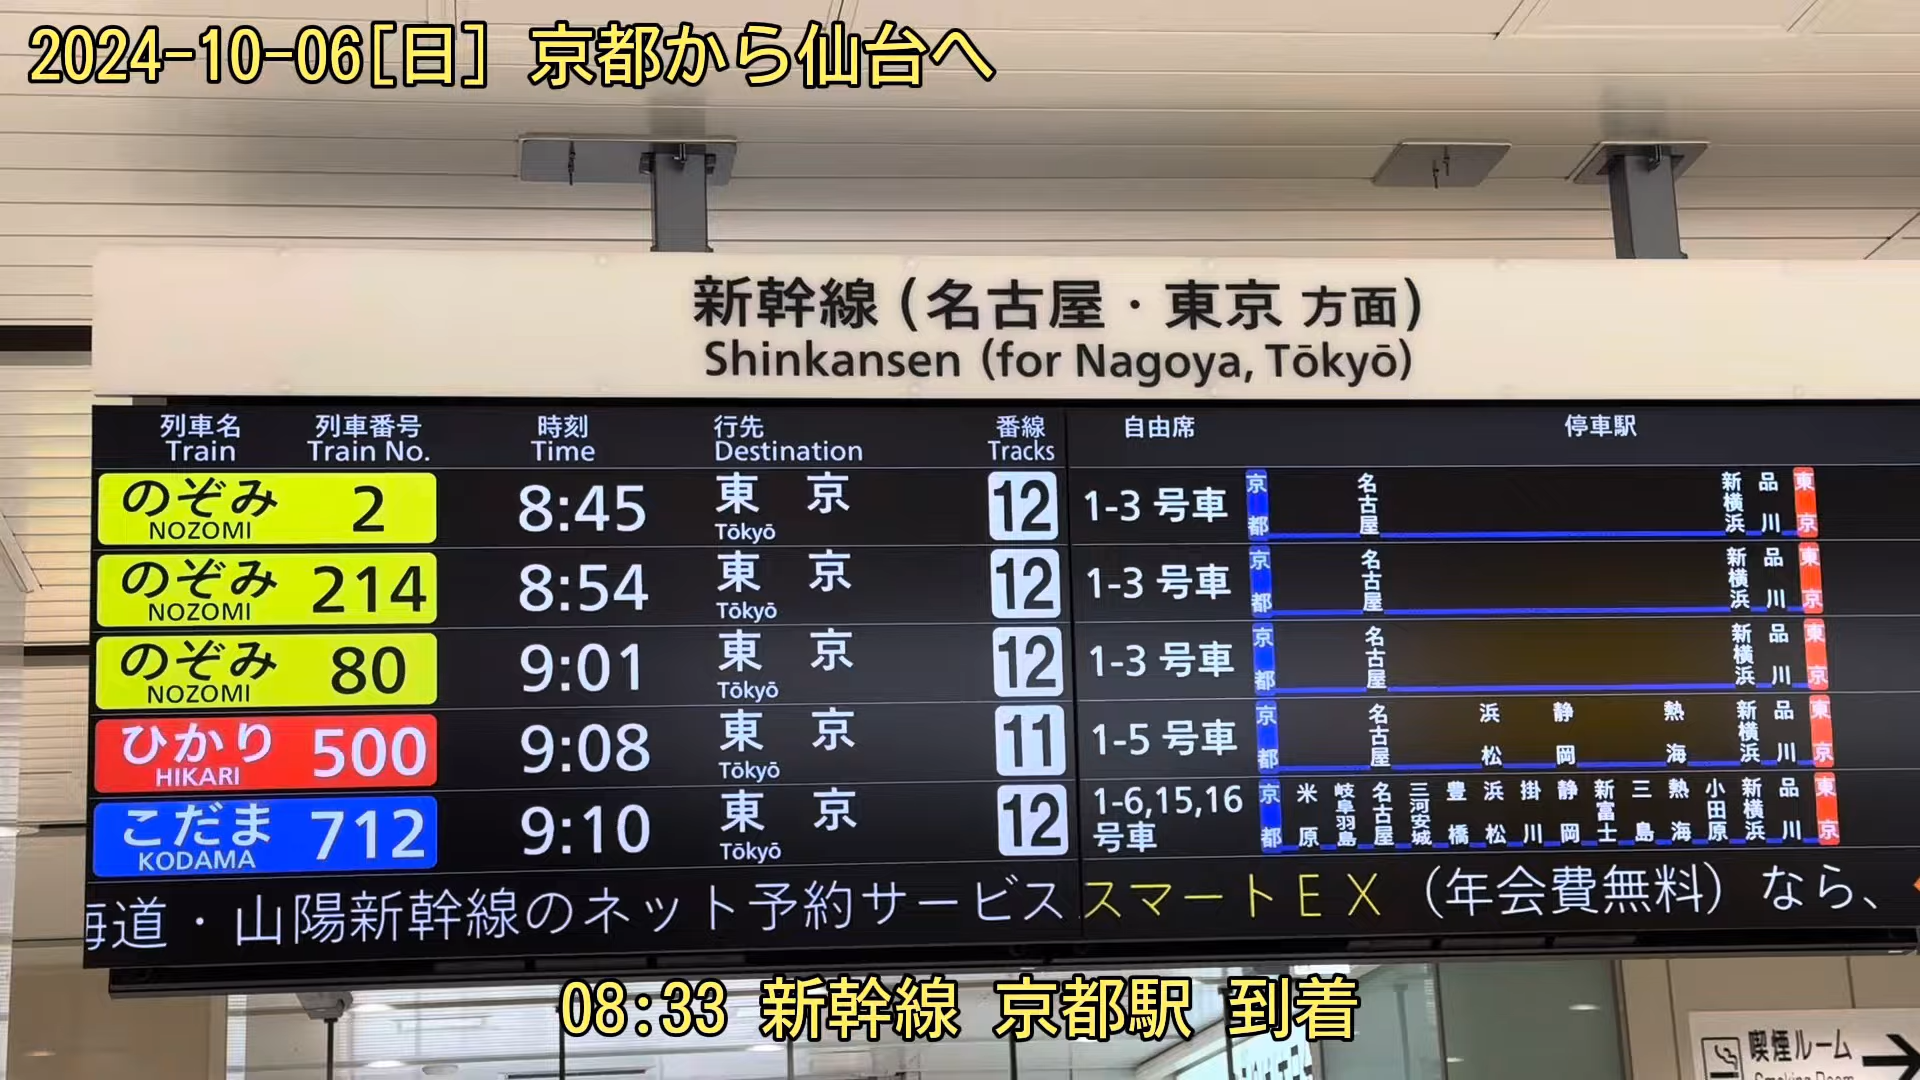 2024-10-06[日] 京都から仙台へ
新幹線(名古屋・東京 方面)
Shinkansen (for Nagoya, Tōkyō)
列車名 列車番号 時刻 行先 番線 自由席 停車駅
Train Train No. Time Destination Tracks
のぞみ 2 8:45 東京 12 1-3 号車 京都 名古屋 新横浜 品川 東京
NOZOMI Tōkyō
のぞみ 214 8:54 東京 12 1-3 号車 京都 名古屋 新横浜 品川 東京
NOZOMI Tōkyō
のぞみ 80 9:01 東京 12 1-3 号車 京都 名古屋 新横浜 品川 東京
NOZOMI Tōkyō
ひかり 500 9:08 東京 11 1-5 号車 京都 名古屋 浜松 静岡 熱海 新横浜 品川 東京
HIKARI Tōkyō
こだま 712 9:10 東京 12 1-6,15,16 号車 京都 米原 岐阜羽島 名古屋 三河安城 豊橋 浜松 掛川 静岡 新富士 三島 熱海 小田原 新横浜 品川 東京
KODAMA Tōkyō
海道・山陽新幹線のネット予約サービス スマートEX（年会費無料）なら、
08:33 新幹線 京都駅 到着
喫煙ルーム
Smoking Room